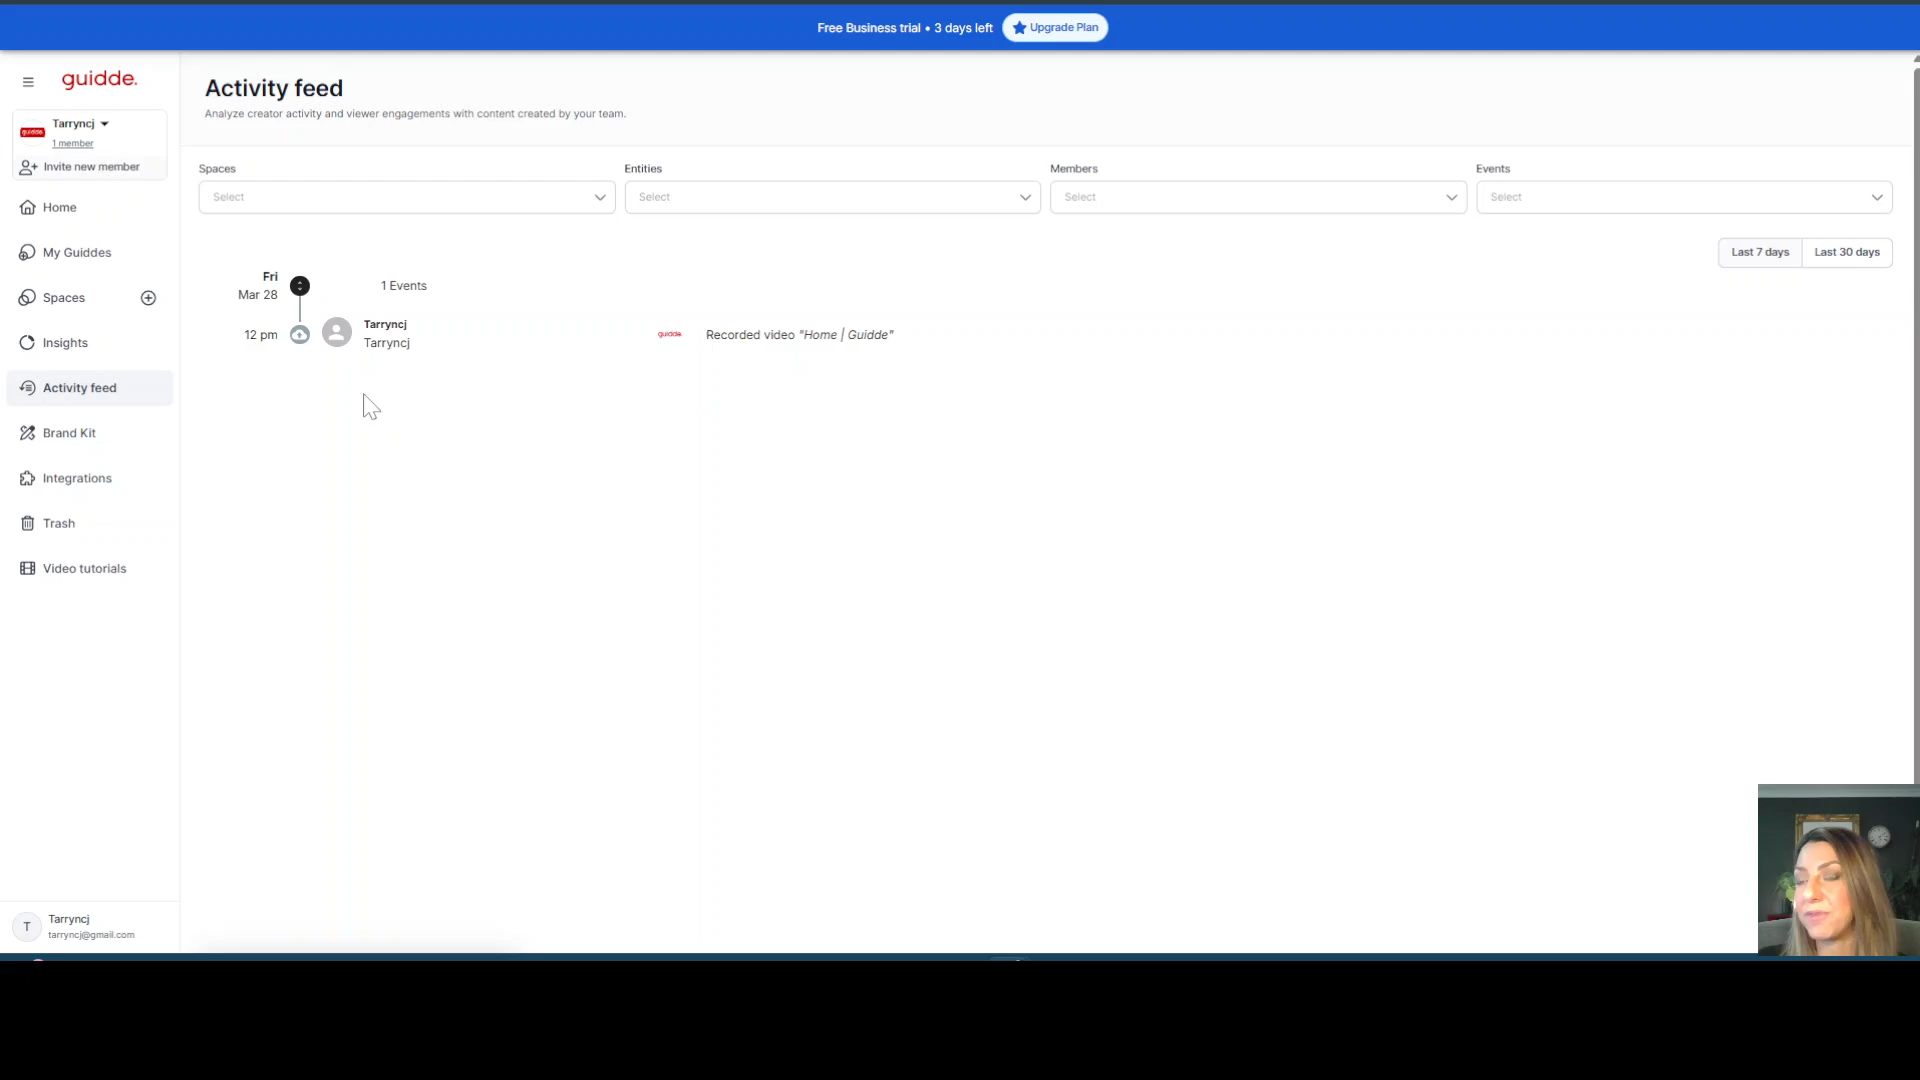 Free Business trial • 3 days left
Upgrade Plan
guidde.
guidde
Tarryncj
1 member
Invite new member
Home
My Guiddes
Spaces
Insights
Activity feed
Brand Kit
Integrations
Trash
Video tutorials
T
Tarryncj
tarryncj@gmail.com
Activity feed
Analyze creator activity and viewer engagements with content created by your team.
Spaces
Entities
Members
Events
Select
Select
Select
Select
Last 7 days
Last 30 days
Fri
Mar 28
1 Events
12 pm
Tarryncj
Tarryncj
guidde.
Recorded video "Home | Guidde"